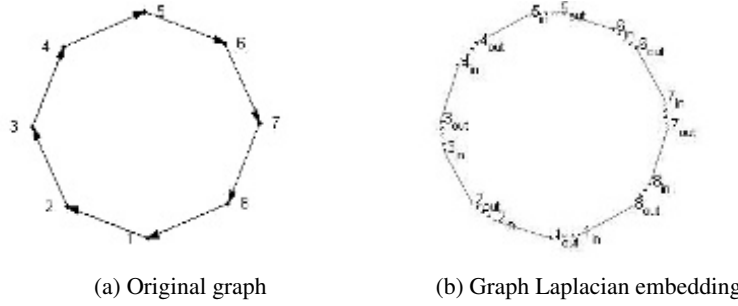 5
4
6
3
7
2
8
1
(a) Original graph
5in 5out
4out 6in
4in 6out
7in
3out 7out
3in
8in
2out 8out
2in
1out 1in
(b) Graph Laplacian embedding